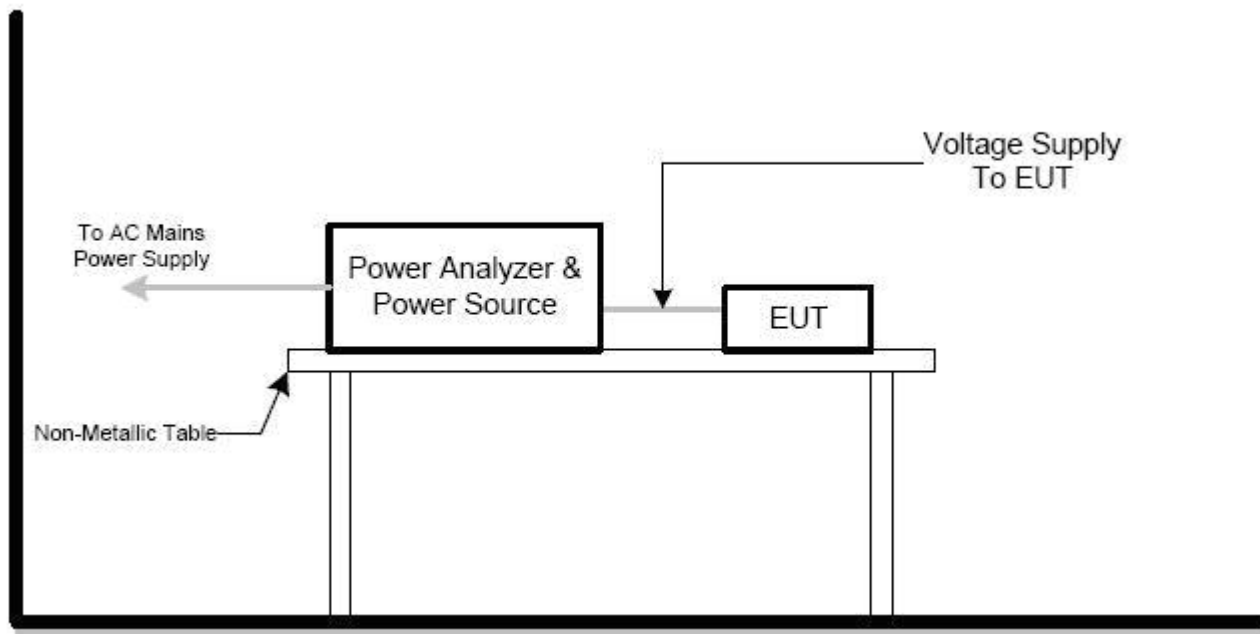 Voltage Supply
To EUT
To AC Mains
Power Supply
Power Analyzer &
Power Source
EUT
Non-Metallic Table